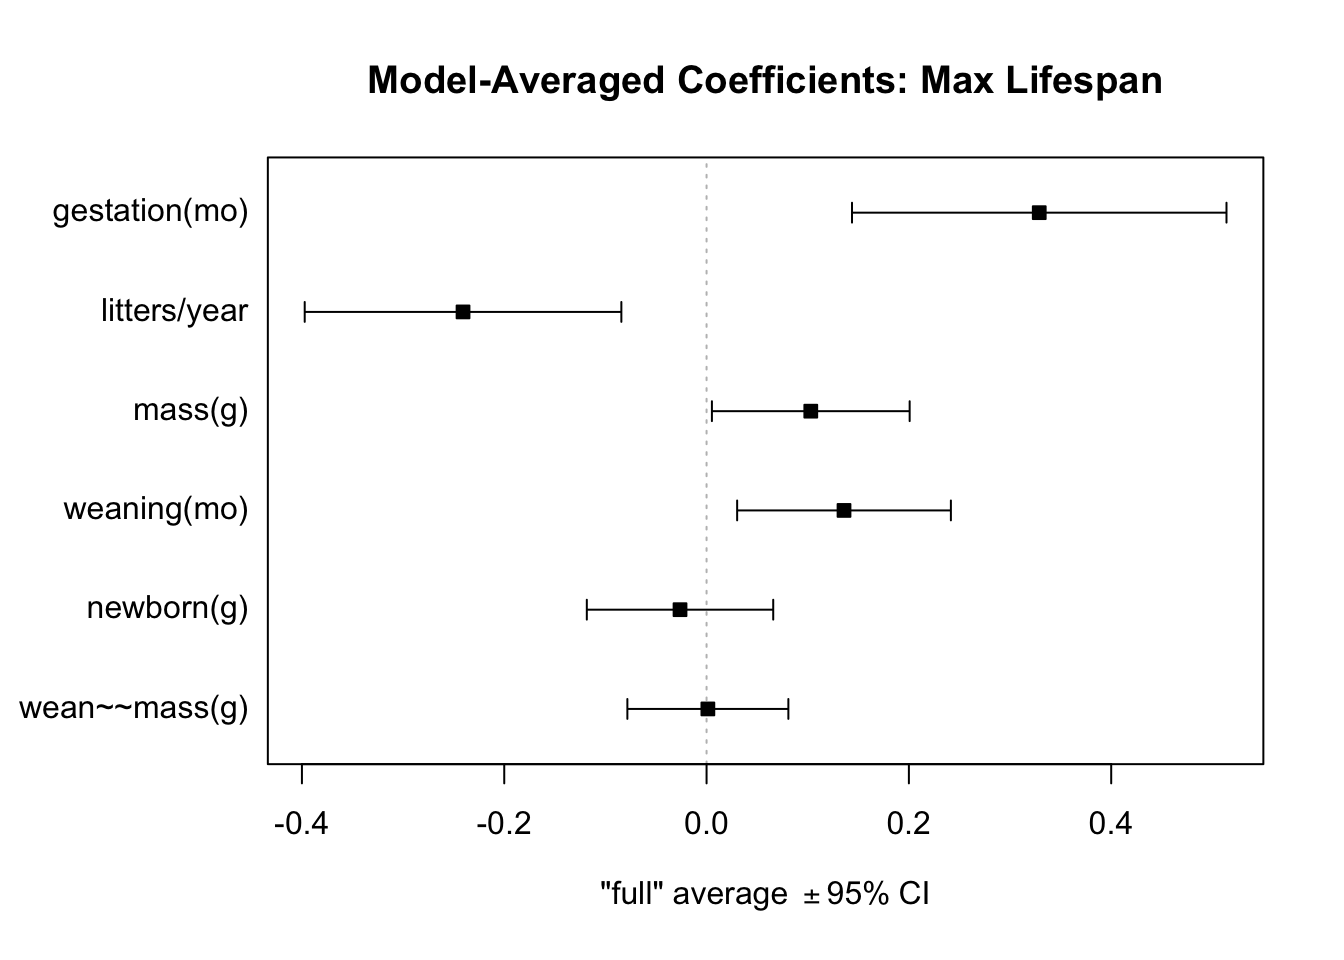 Model-Averaged Coefficients: Max Lifespan
gestation(mo)
litters/year
mass(g)
weaning(mo)
newborn(g)
wean~~mass(g)
-0.4 -0.2 0.0 0.2 0.4
"full" average ± 95% CI